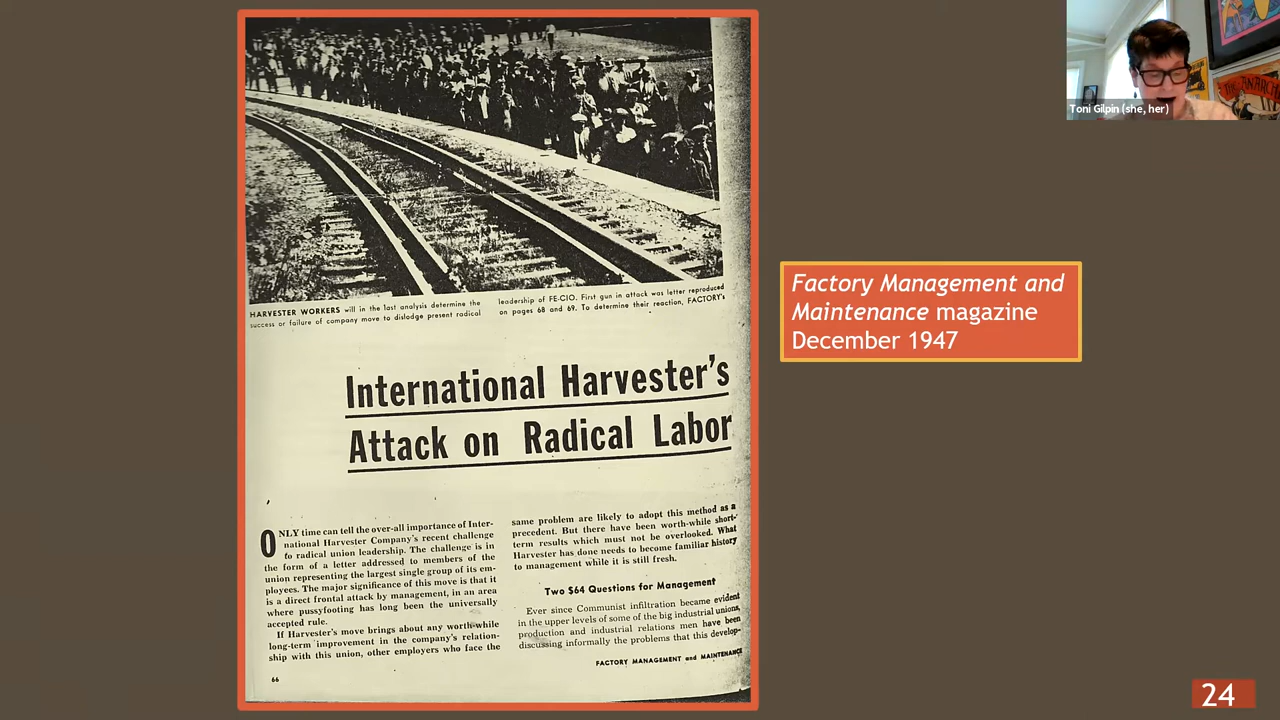 HARVESTER WORKERS will in the last analysis determine the
success or failure of company move to dislodge present radical
leadership of FE-CIO. First gun in attack was letter reproduced
on pages 68 and 69. To determine their reaction, FACTORY's
International Harvester's
Attack on Radical Labor
ONLY time can tell the over-all importance of Inter-
national Harvester Company's recent challenge
to radical union leadership. The challenge is in
the form of a letter addressed to members of the
union representing the largest single group of its em-
ployees. The major significance of this move is that it
is a direct frontal attack by management, in an area
where pussyfooting has long been the universally
accepted rule.
If Harvester's move brings about any worth-while
long-term improvement in the company's relation-
ship with this union, other employers who face the
66
same problem are likely to adopt this method as a
precedent. But there have been worth-while short-
term results which must not be overlooked. What
Harvester has done needs to become familiar history
to management while it is still fresh.
Two $64 Questions for Management
Ever since Communist infiltration became evident
in the upper levels of some of the big industrial unions,
production and industrial relations men have been
discussing informally the problems that this develop-
FACTORY MANAGEMENT and MAINTENANCE
Factory Management and
Maintenance magazine
December 1947
Toni Gilpin (she, her)
THE ANARCH
24